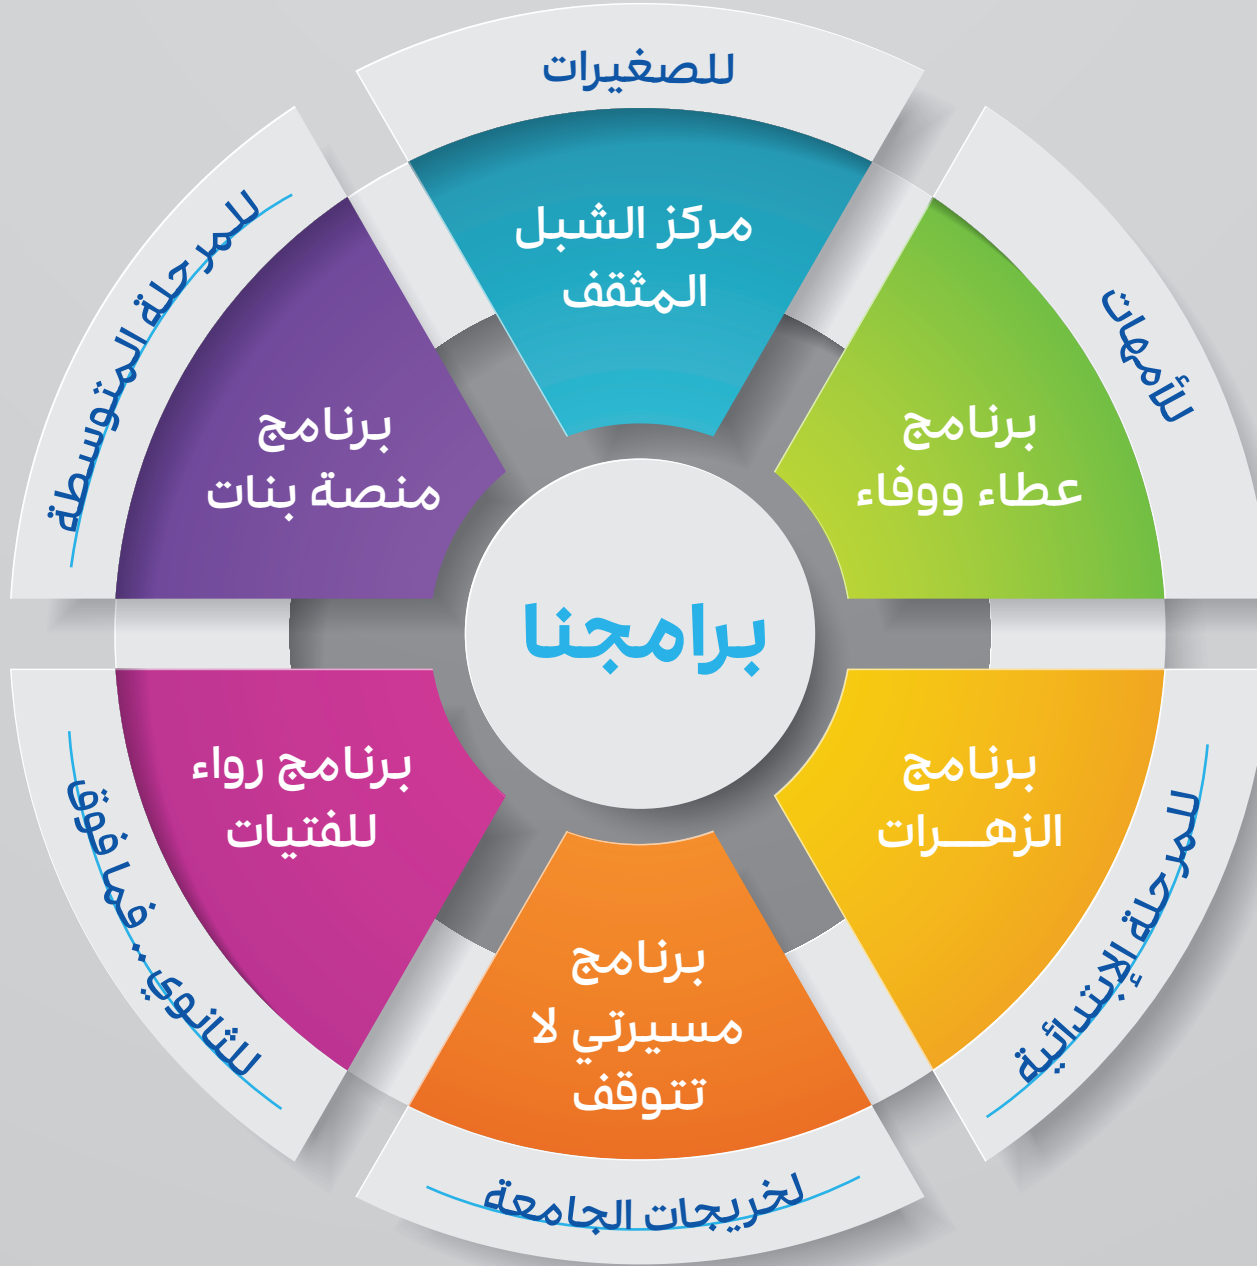 للصغيرات
مركز الشبل
المثقف
للأمهات
برنامج
عطاء ووفاء
للمرحلة المتوسطة
برنامج
منصة بنات
برامجنا
للمرحلة الإبتدائية
برنامج
الزهـــرات
للثانوي.. فما فوق
برنامج رواء
للفتيات
برنامج
مسيرتي لا
تتوقف
لخريجات الجامعة